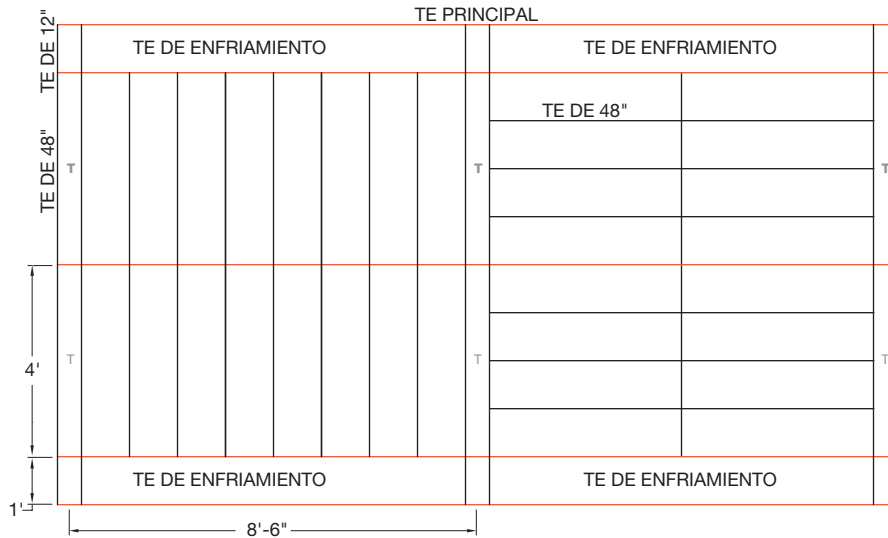 TE PRINCIPAL
TE DE 12"
TE DE ENFRIAMIENTO
TE DE ENFRIAMIENTO
TE DE 48"
TE DE 48"
T
T
T
4'
T
T
T
TE DE ENFRIAMIENTO
TE DE ENFRIAMIENTO
1'
8'-6"